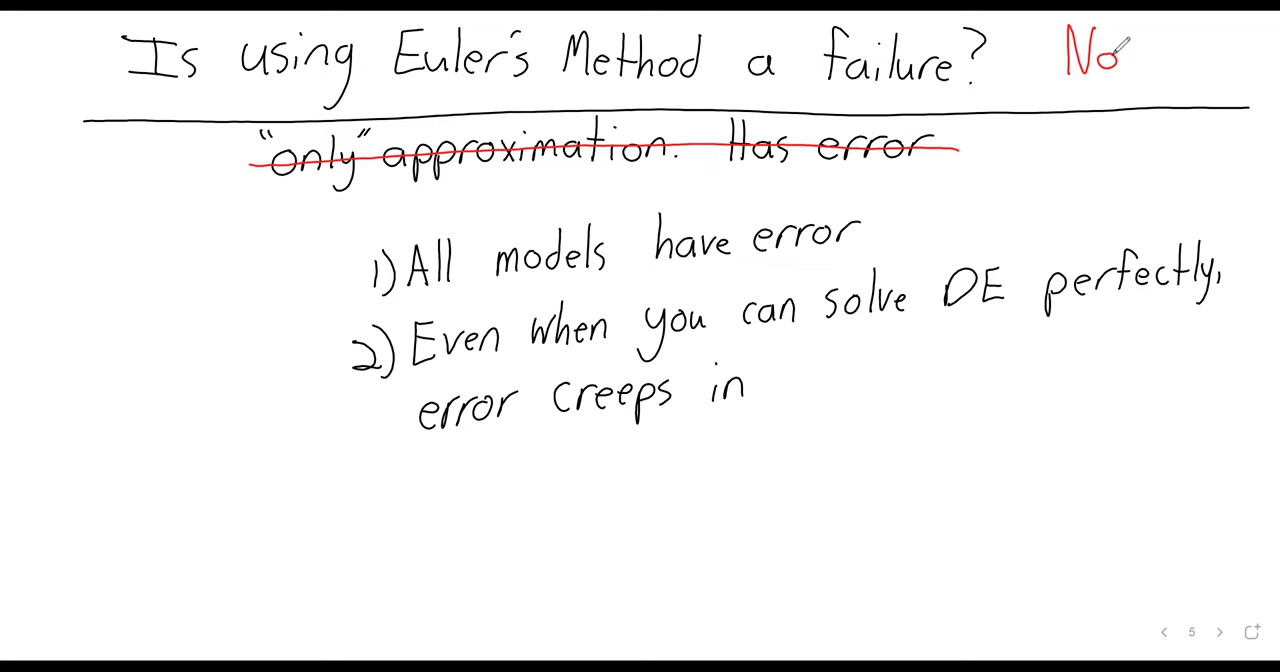 Is using Euler's Method a failure? No
"only" approximation. Has error
1) All models have error
2) Even when you can solve DE perfectly,
error creeps in
< 5 >